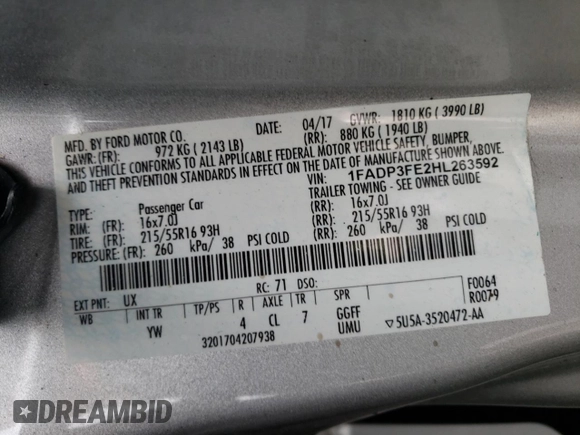 MFD. BY FORD MOTOR CO.
DATE: 04/17
GVWR: 1810 KG ( 3990 LB)
GAWR:(FR): 972 KG ( 2143 LB)
(RR): 880 KG ( 1940 LB)
THIS VEHICLE CONFORMS TO ALL APPLICABLE FEDERAL MOTOR VEHICLE SAFETY, BUMPER,
AND THEFT PREVENTION STANDARDS IN EFFECT ON THE DATE OF MANUFACTURE SHOWN ABOVE.
VIN: 1FADP3FE2HL263592
TYPE: Passenger Car
TRAILER TOWING - SEE OWNER GUIDE
RIM: (FR): 16x7.0J
(RR): 16x7.0J
TIRE: (FR): 215/55R16 93H
(RR): 215/55R16 93H
PRESSURE: (FR): 260 kPa/ 38 PSI COLD
(RR): 260 kPa/ 38 PSI COLD
RC: 71 DSO:
F0064
EXT PNT: UX
R0079
WB INT TR TP/PS R AXLE TR SPR
YW 4 CL 7 GGFF
UMU
3201704207938
▽5U5A-3520472-AA
DREAMBID